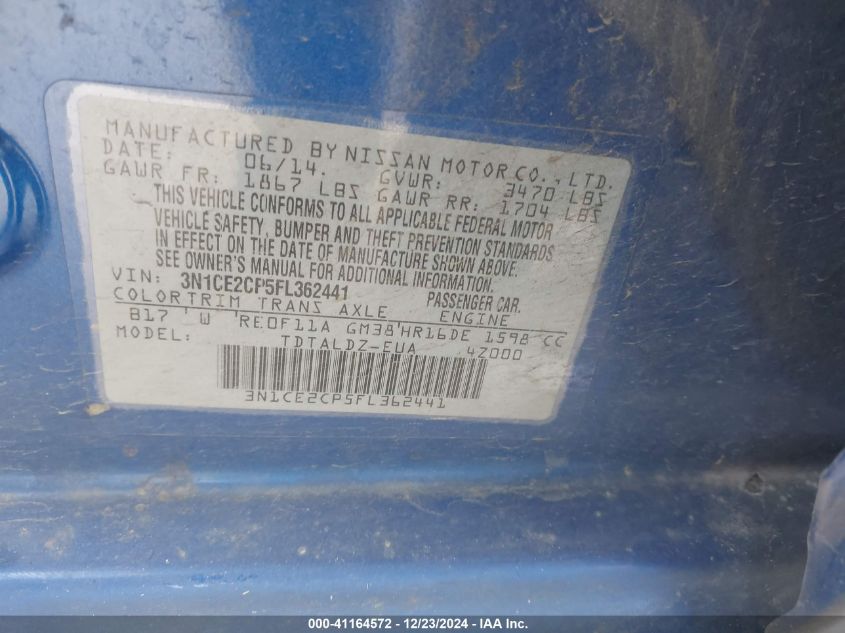 MANUFACTURED BY NISSAN MOTOR CO., LTD.
DATE: 06/14. GVWR: 3470 LBS
GAWR FR: 1867 LBS GAWR RR: 1704 LBS
THIS VEHICLE CONFORMS TO ALL APPLICABLE FEDERAL MOTOR
VEHICLE SAFETY, BUMPER AND THEFT PREVENTION STANDARDS
IN EFFECT ON THE DATE OF MANUFACTURE SHOWN ABOVE.
SEE OWNER'S MANUAL FOR ADDITIONAL INFORMATION.
VIN: 3N1CE2CP5FL362441 PASSENGER CAR.
COLOR TRIM TRANS AXLE ENGINE
B17 W RE0F11A GM38 HR16DE 1598 CC
MODEL: TDTALDZ-EUA 4Z000
3N1CE2CP5FL362441
000-41164572 - 12/23/2024 - IAA Inc.